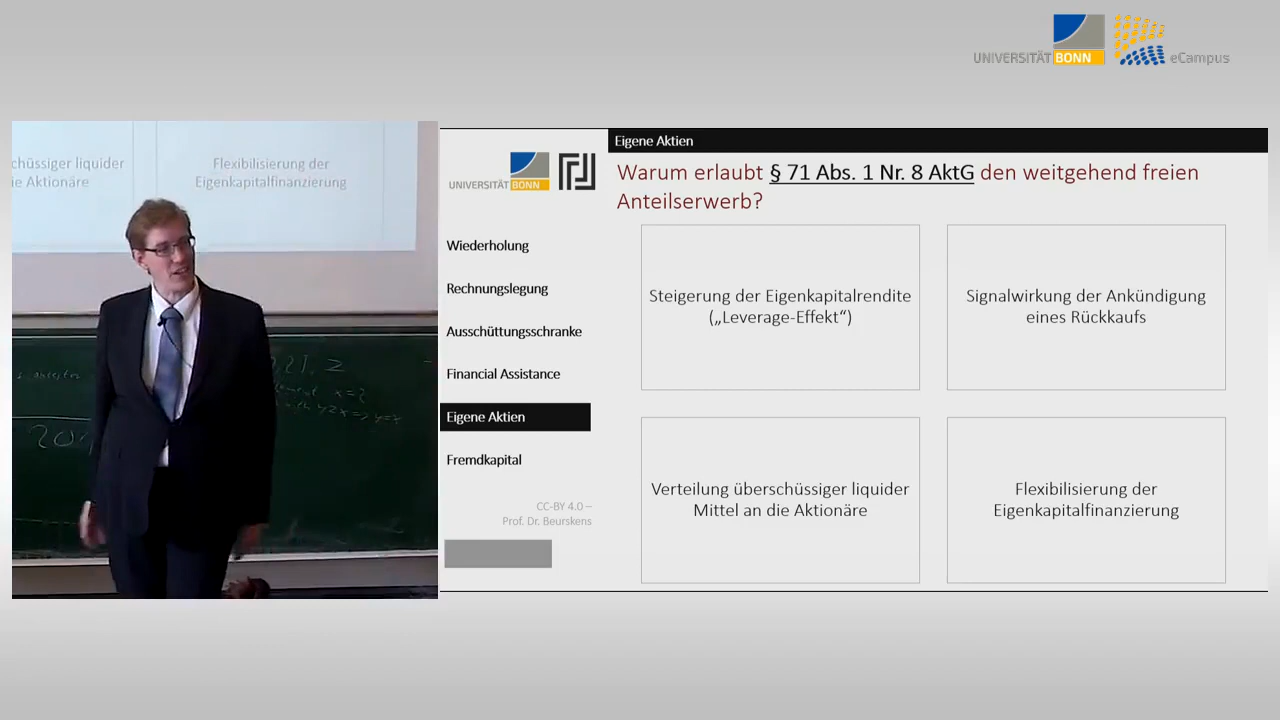 UNIVERSITÄT BONN
eCampus
chüssiger liquider
ie Aktionäre
Flexibilisierung der
Eigenkapitalfinanzierung
UNIVERSITÄT BONN
Wiederholung
Rechnungslegung
Ausschüttungsschranke
Financial Assistance
Eigene Aktien
Fremdkapital
CC-BY 4.0 –
Prof. Dr. Beurskens
Eigene Aktien
Warum erlaubt § 71 Abs. 1 Nr. 8 AktG den weitgehend freien
Anteilserwerb?
Steigerung der Eigenkapitalrendite
(„Leverage-Effekt“)
Signalwirkung der Ankündigung
eines Rückkaufs
Verteilung überschüssiger liquider
Mittel an die Aktionäre
Flexibilisierung der
Eigenkapitalfinanzierung